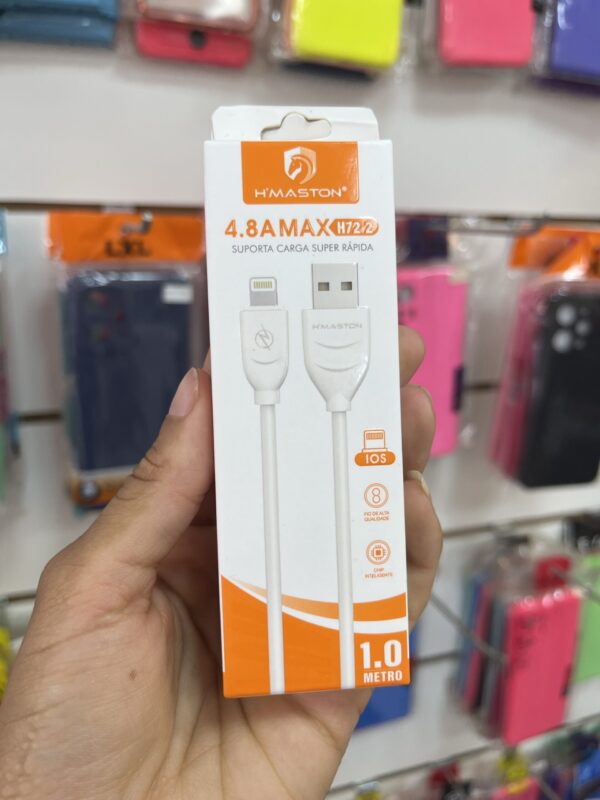 H'MASTON®
4.8A MAX H72-2
SUPORTA CARGA SUPER RÁPIDA
H'MASTON
IOS
8
FIO DE ALTA
QUALIDADE
CHIP
INTELIGENTE
1.0
METRO